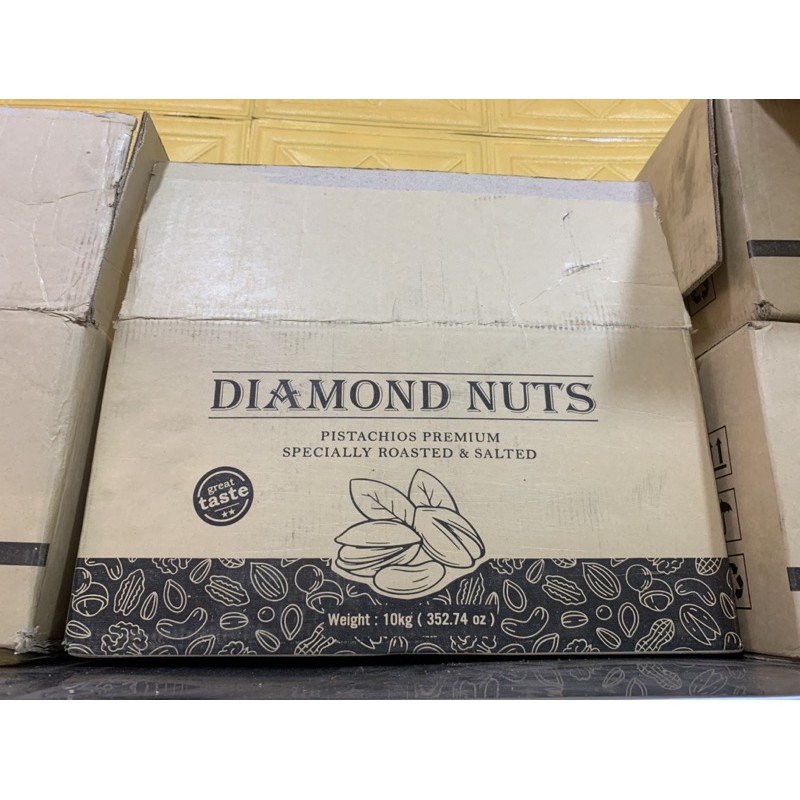 DIAMOND NUTS
PISTACHIOS PREMIUM
SPECIALLY ROASTED & SALTED
great
taste
Weight : 10kg ( 352.74 oz )